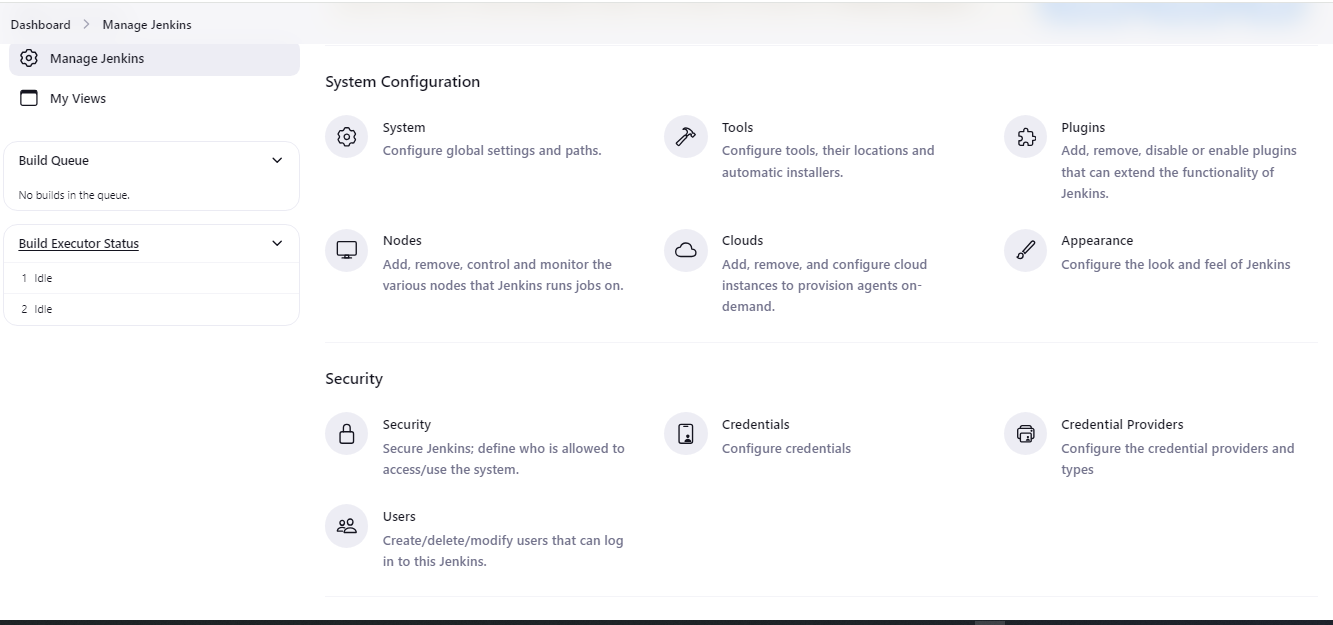 Dashboard > Manage Jenkins
Manage Jenkins
My Views
Build Queue
No builds in the queue.
Build Executor Status
1 Idle
2 Idle
System Configuration
System
Configure global settings and paths.
Tools
Configure tools, their locations and
automatic installers.
Plugins
Add, remove, disable or enable plugins
that can extend the functionality of
Jenkins.
Nodes
Add, remove, control and monitor the
various nodes that Jenkins runs jobs on.
Clouds
Add, remove, and configure cloud
instances to provision agents on-
demand.
Appearance
Configure the look and feel of Jenkins
Security
Security
Secure Jenkins; define who is allowed to
access/use the system.
Credentials
Configure credentials
Credential Providers
Configure the credential providers and
types
Users
Create/delete/modify users that can log
in to this Jenkins.